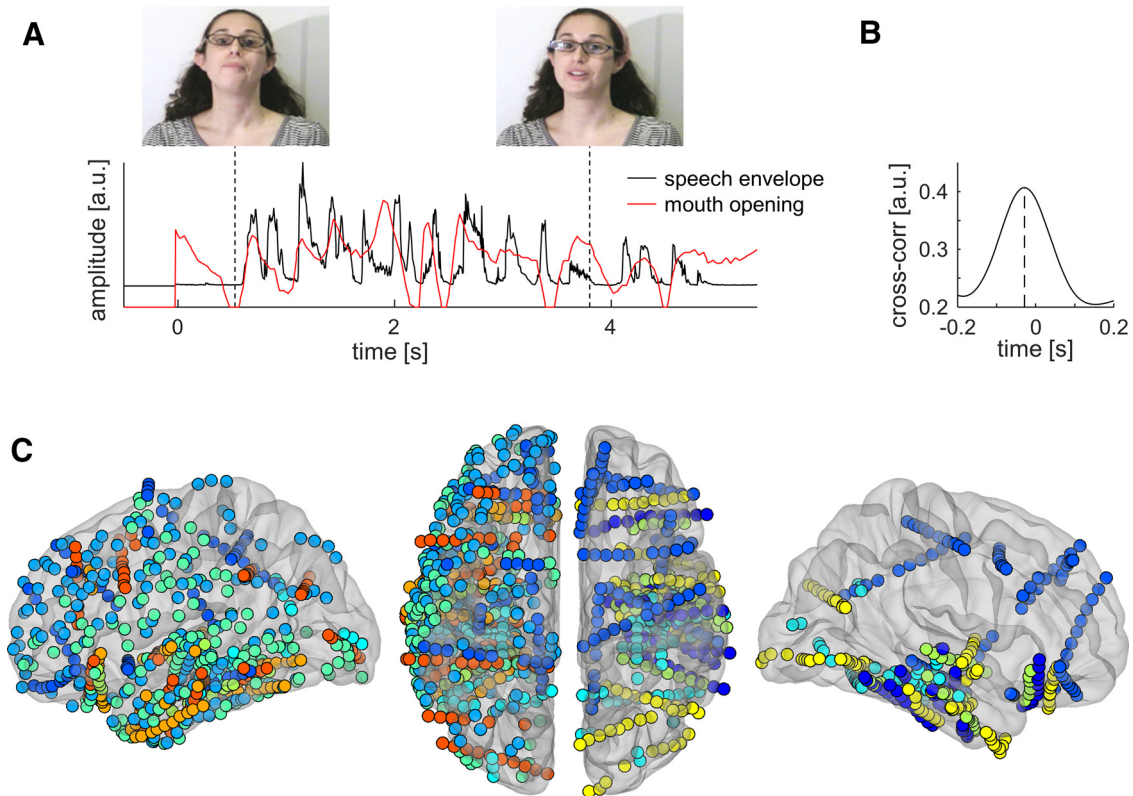 A
B
speech envelope
mouth opening
amplitude [a.u.]
0
2
4
time [s]
cross-corr [a.u.]
0.4
0.3
0.2
-0.2
0
0.2
time [s]
C